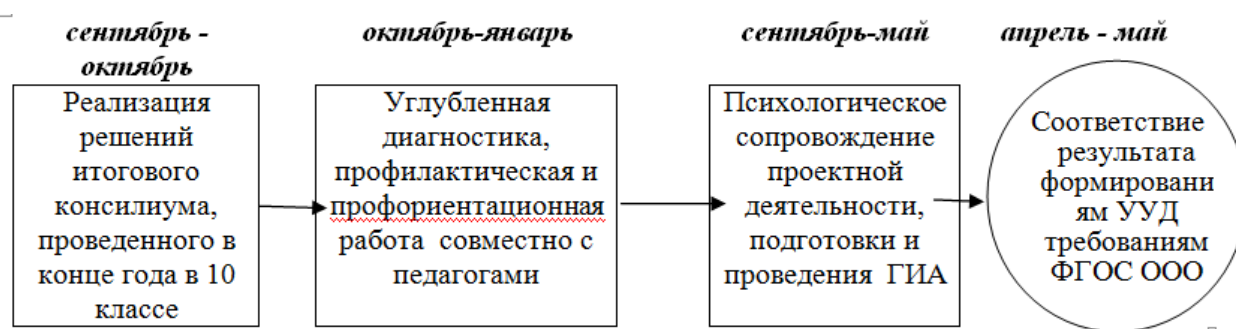 сентябрь -
октябрь
октябрь-январь
сентябрь-май
апрель - май
Реализация
решений
итогового
консилиума,
проведенного в
конце года в 10
классе
Углубленная
диагностика,
профилактическая и
профориентационная
работа совместно с
педагогами
Психологическое
сопровождение
проектной
деятельности,
подготовки и
проведения ГИА
Соответствие
результата
формировани
ям УУД
требованиям
ФГОС ООО